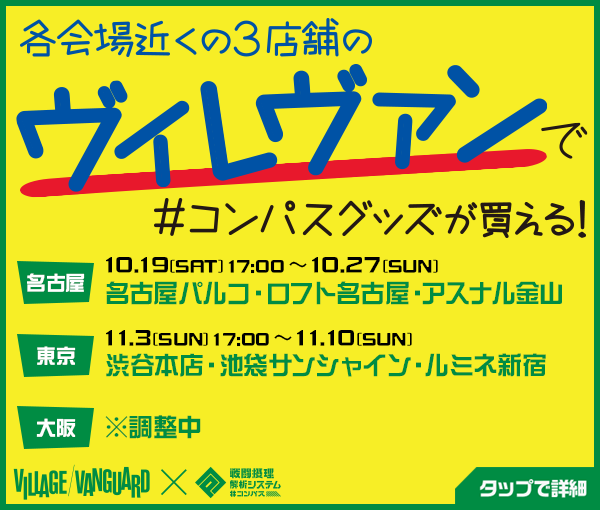 各会場近くの3店舗の
ヴィレヴァンで
#コンパスグッズが買える!
名古屋
10.19[SAT]17:00～10.27[SUN]
名古屋パルコ・ロフト名古屋・アスナル金山
東京
11.3[SUN]17:00～11.10[SUN]
渋谷本店・池袋サンシャイン・ルミネ新宿
大阪
※調整中
VILLAGE/VANGUARD
×
戦闘摂理
解析システム
#コンパス
タップで詳細